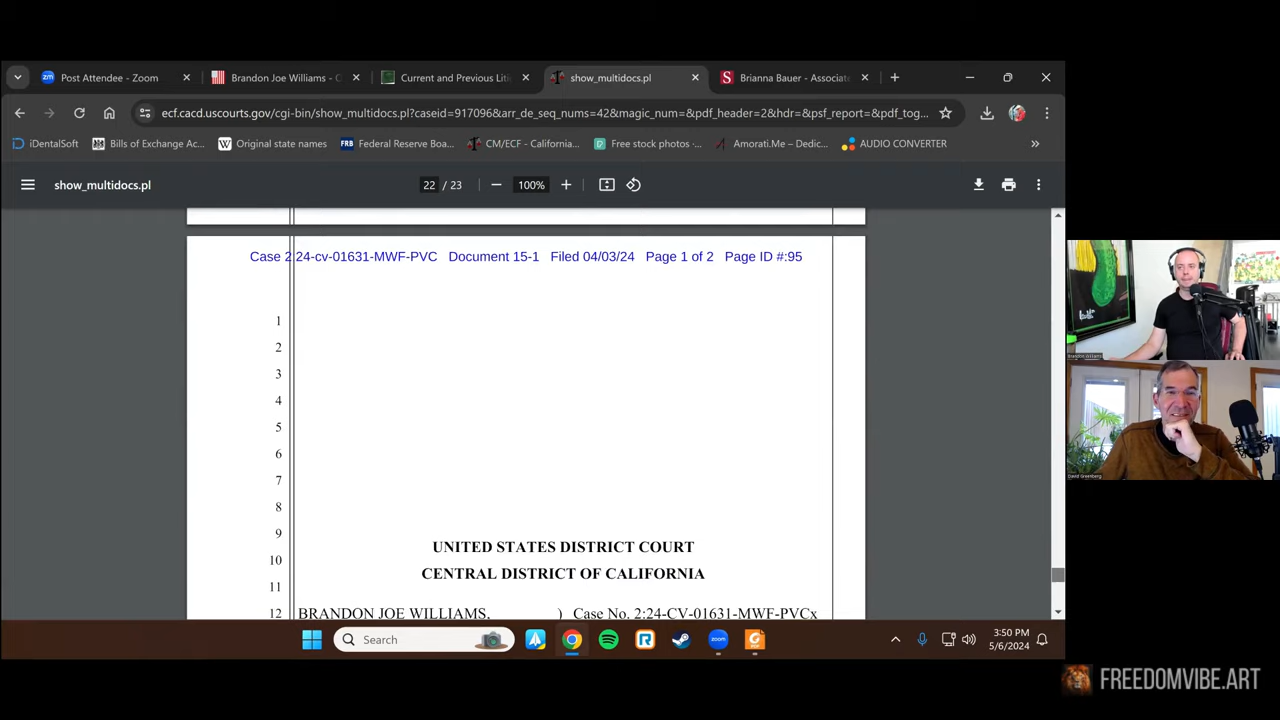 Post Attendee - Zoom
Brandon Joe Williams - C
Current and Previous Liti
show_multidocs.pl
Brianna Bauer - Associat
ecf.cacd.uscourts.gov/cgi-bin/show_multidocs.pl?caseid=917096&arr_de_seq_nums=42&magic_num=&pdf_header=2&hdr=&psf_report=&pdf_tog...
iDentalSoft
Bills of Exchange Ac...
Original state names
FRB
Federal Reserve Boa...
CM/ECF - California...
Free stock photos -...
Amorati.Me – Dedic...
AUDIO CONVERTER
show_multidocs.pl
22 / 23
100%
Case 2:24-cv-01631-MWF-PVC Document 15-1 Filed 04/03/24 Page 1 of 2 Page ID #:95
1
2
3
4
5
6
7
8
9
UNITED STATES DISTRICT COURT
10
CENTRAL DISTRICT OF CALIFORNIA
11
12 BRANDON JOE WILLIAMS, ) Case No. 2:24-CV-01631-MWF-PVCx
Brandon Williams
David Greenberg
Search
3:50 PM
5/6/2024
FREEDOMVIBE.ART